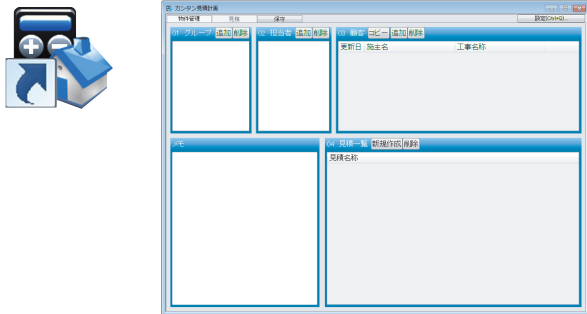 カンタン見積計画
物件管理 見積 保存 設定(Ctrl+Q)
01 グループ 追加 削除 02 担当者 追加 削除 03 顧客 コピー 追加 削除
更新日 施主名 工事名称
メモ 04 見積一覧 新規作成 削除
見積名称